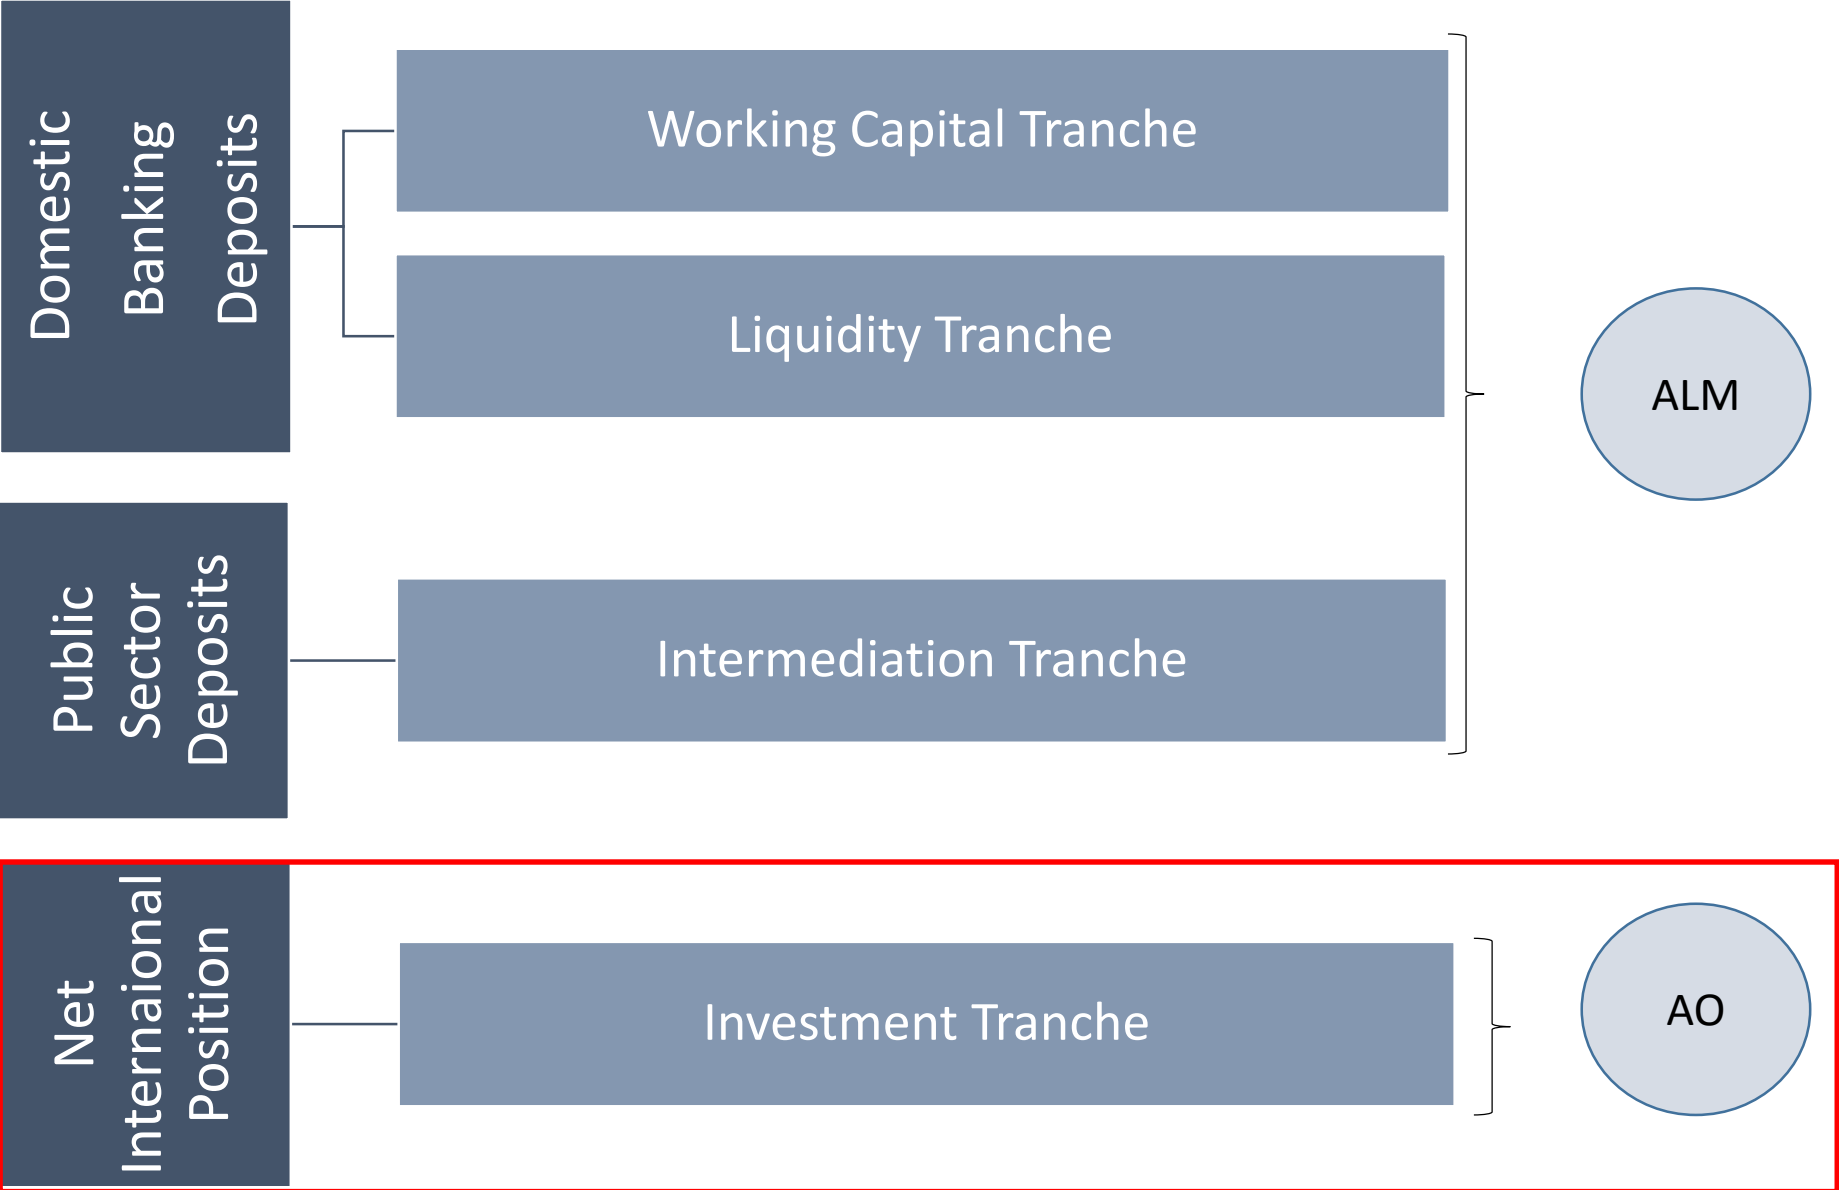 Domestic
Banking
Deposits
Working Capital Tranche
Liquidity Tranche
ALM
Public
Sector
Deposits
Intermediation Tranche
Net
Internaional
Position
Investment Tranche
AO